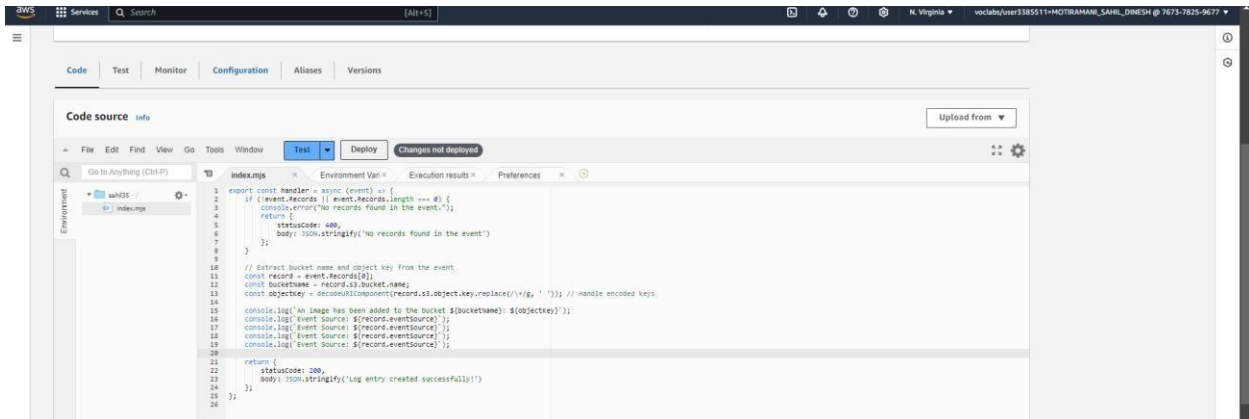 aws
Services
Search
[Alt+S]
N. Virginia
voclabs/user3385511=MOTIRAMANI_SAHIL_DINESH @ 7673-7825-9677
Code Test Monitor Configuration Aliases Versions
Code source Info
Upload from
File Edit Find View Go Tools Window Test Deploy Changes not deployed
Go to Anything (Ctrl-P)
index.mjs Environment Var Execution results Preferences
Environment
sahil35 - /
index.mjs
1 export const handler = async (event) => {
2 if (!event.Records || event.Records.length === 0) {
3 console.error("No records found in the event.");
4 return {
5 statusCode: 400,
6 body: JSON.stringify('No records found in the event')
7 };
8 }
9
10 // Extract bucket name and object key from the event
11 const record = event.Records[0];
12 const bucketName = record.s3.bucket.name;
13 const objectKey = decodeURIComponent(record.s3.object.key.replace(/\+/g, ' ')); // Handle encoded keys
14
15 console.log(`An image has been added to the bucket ${bucketName}: ${objectKey}`);
16 console.log(`Event Source: ${record.eventSource}`);
17 console.log(`Event Source: ${record.eventSource}`);
18 console.log(`Event Source: ${record.eventSource}`);
19 console.log(`Event Source: ${record.eventSource}`);
20
21 return {
22 statusCode: 200,
23 body: JSON.stringify('Log entry created successfully!')
24 };
25 };
26